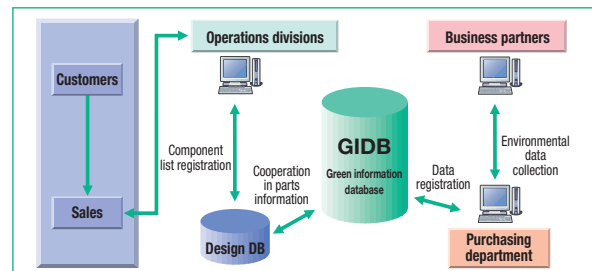 Operations divisions
Business partners
Customers
Sales
Component
list registration
Cooperation
in parts
information
Design DB
GIDB
Green information
database
Data
registration
Environmental
data
collection
Purchasing
department